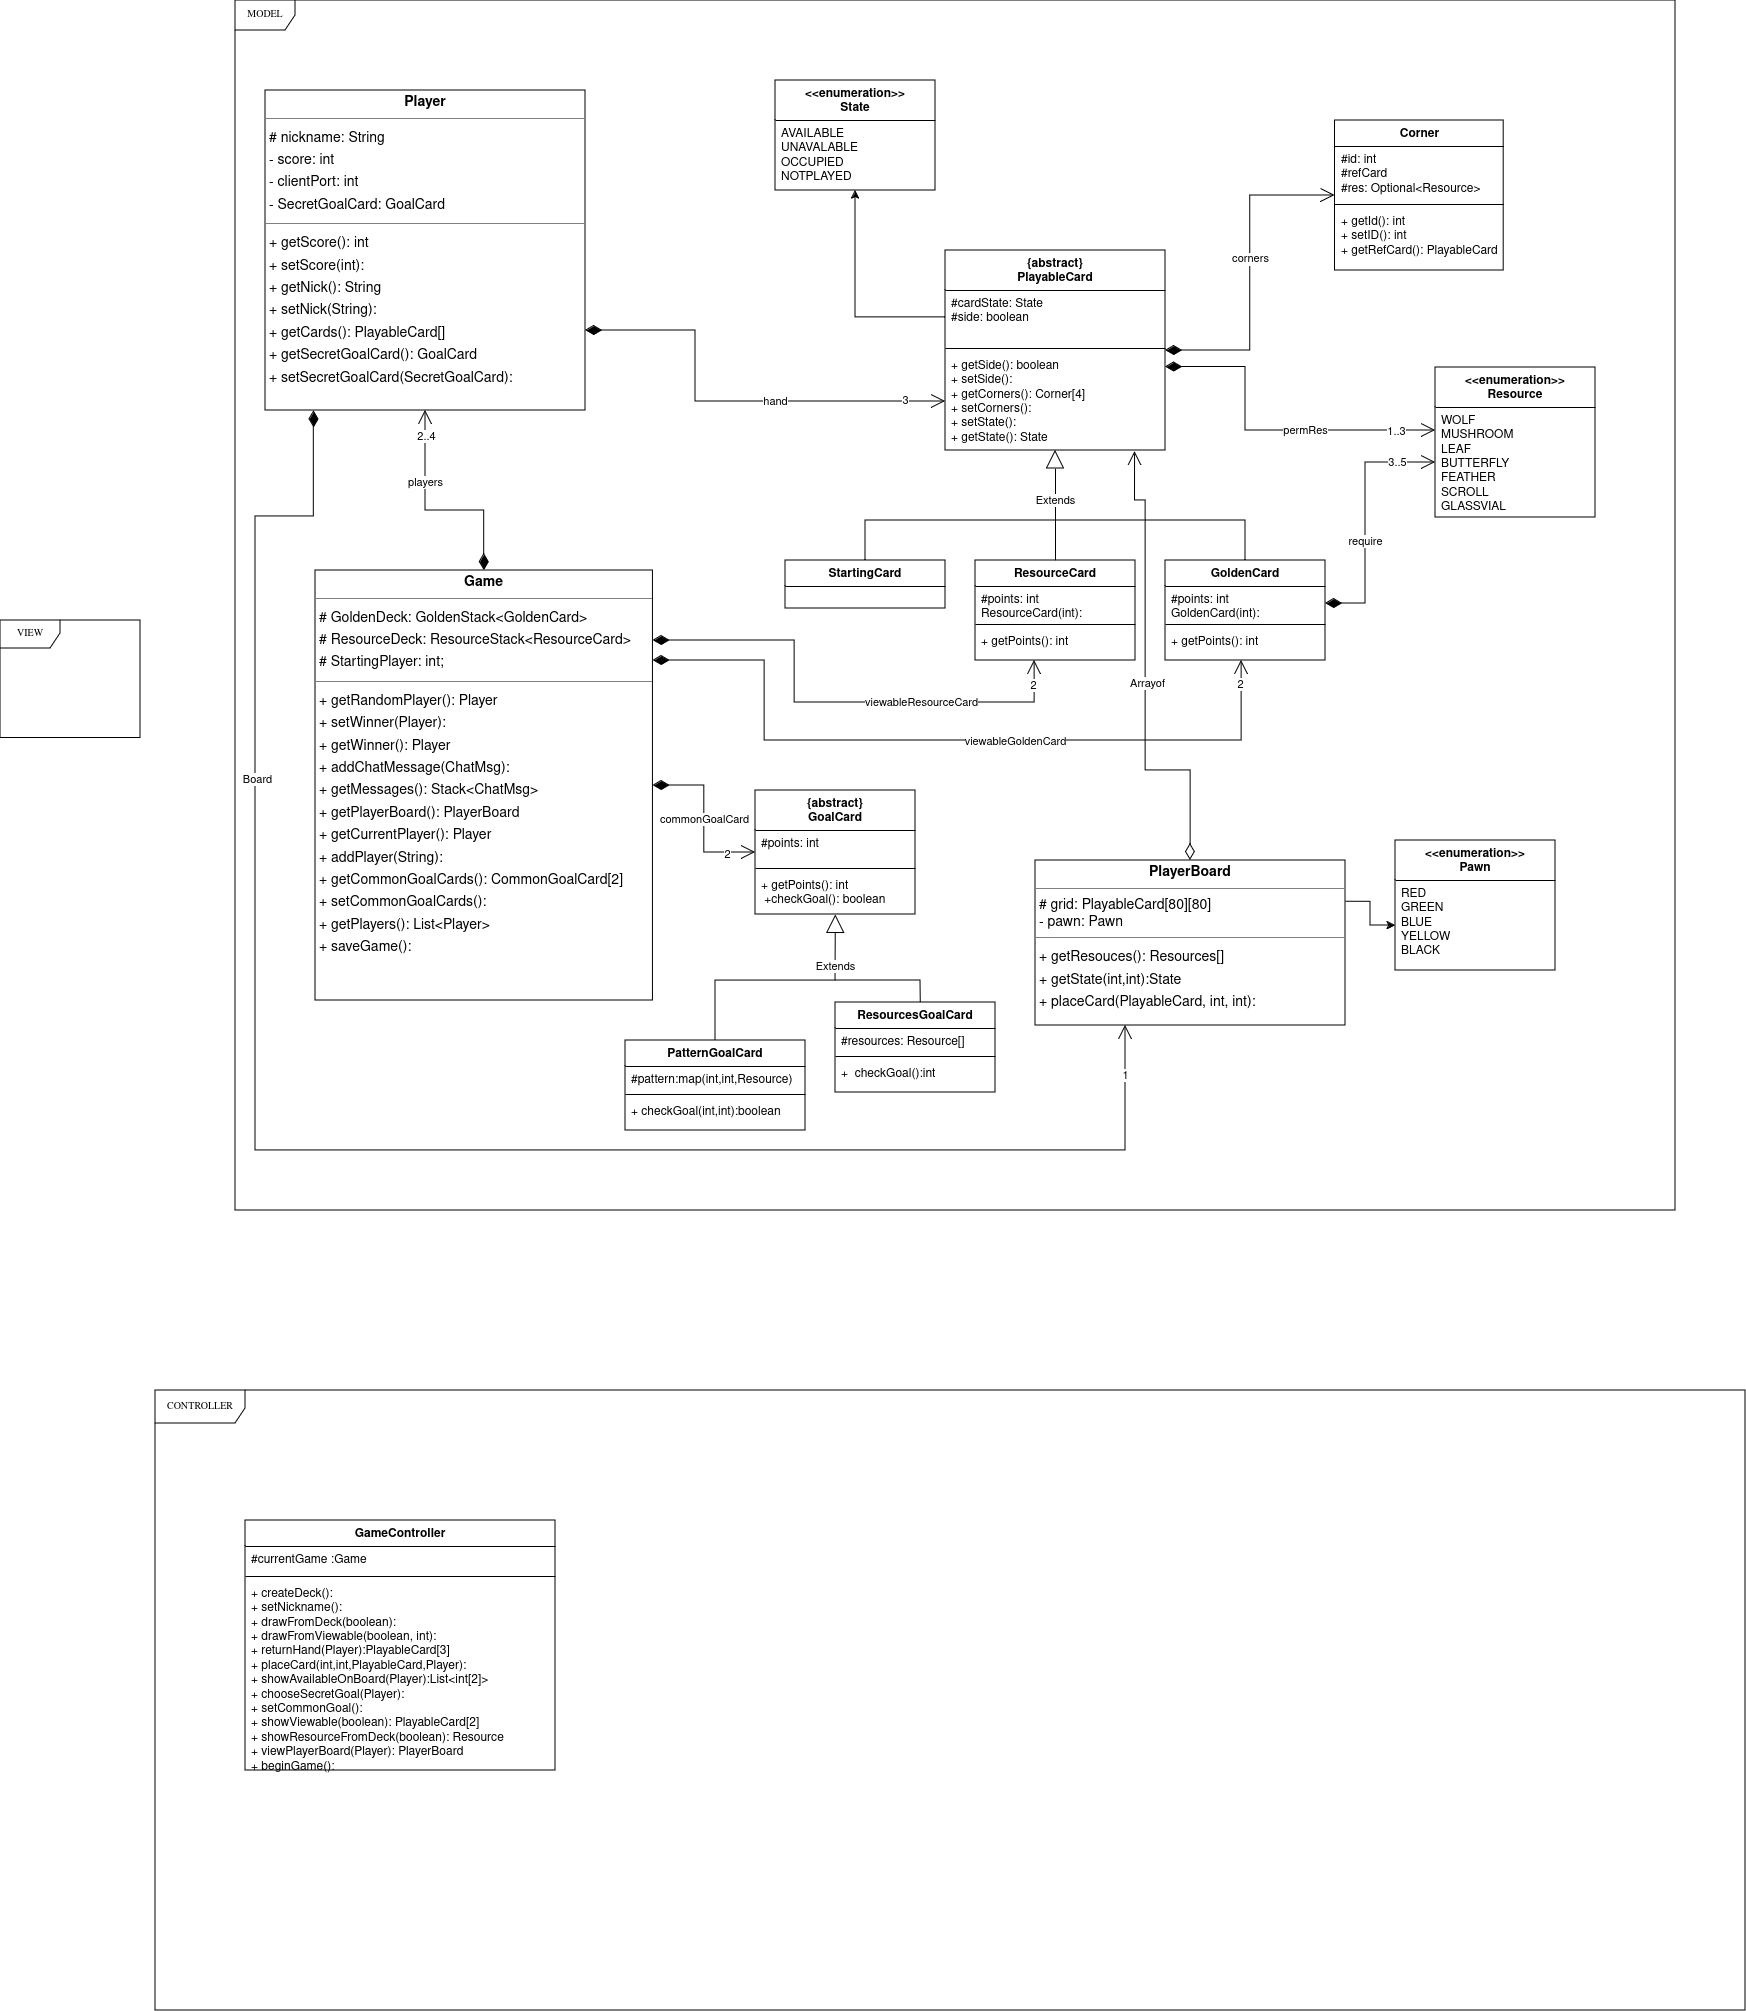 MODEL
Player
# nickname: String
- score: int
- clientPort: int
- SecretGoalCard: GoalCard
+ getScore(): int
+ setScore(int):
+ getNick(): String
+ setNick(String):
+ getCards(): PlayableCard[]
+ getSecretGoalCard(): GoalCard
+ setSecretGoalCard(SecretGoalCard):
<<enumeration>>
State
AVAILABLE
UNAVALABLE
OCCUPIED
NOTPLAYED
Corner
#id: int
#refCard
#res: Optional<Resource>
+ getId(): int
+ setID(): int
+ getRefCard(): PlayableCard
corners
{abstract}
PlayableCard
#cardState: State
#side: boolean
+ getSide(): boolean
+ setSide():
+ getCorners(): Corner[4]
+ setCorners():
+ setState():
+ getState(): State
hand
3
<<enumeration>>
Resource
WOLF
MUSHROOM
LEAF
BUTTERFLY
FEATHER
SCROLL
GLASSVIAL
permRes
1..3
3..5
require
2..4
players
Extends
StartingCard
ResourceCard
#points: int
ResourceCard(int):
+ getPoints(): int
GoldenCard
#points: int
GoldenCard(int):
+ getPoints(): int
Game
# GoldenDeck: GoldenStack<GoldenCard>
# ResourceDeck: ResourceStack<ResourceCard>
# StartingPlayer: int;
+ getRandomPlayer(): Player
+ setWinner(Player):
+ getWinner(): Player
+ addChatMessage(ChatMsg):
+ getMessages(): Stack<ChatMsg>
+ getPlayerBoard(): PlayerBoard
+ getCurrentPlayer(): Player
+ addPlayer(String):
+ getCommonGoalCards(): CommonGoalCard[2]
+ setCommonGoalCards():
+ getPlayers(): List<Player>
+ saveGame():
VIEW
2
Arrayof
2
viewableResourceCard
viewableGoldenCard
Board
commonGoalCard
2
{abstract}
GoalCard
#points: int
+ getPoints(): int
+checkGoal(): boolean
Extends
PatternGoalCard
#pattern:map(int,int,Resource)
+ checkGoal(int,int):boolean
ResourcesGoalCard
#resources: Resource[]
+ checkGoal():int
PlayerBoard
# grid: PlayableCard[80][80]
- pawn: Pawn
+ getResouces(): Resources[]
+ getState(int,int):State
+ placeCard(PlayableCard, int, int):
<<enumeration>>
Pawn
RED
GREEN
BLUE
YELLOW
BLACK
1
CONTROLLER
GameController
#currentGame :Game
+ createDeck():
+ setNickname():
+ drawFromDeck(boolean):
+ drawFromViewable(boolean, int):
+ returnHand(Player):PlayableCard[3]
+ placeCard(int,int,PlayableCard,Player):
+ showAvailableOnBoard(Player):List<int[2]>
+ chooseSecretGoal(Player):
+ setCommonGoal():
+ showViewable(boolean): PlayableCard[2]
+ showResourceFromDeck(boolean): Resource
+ viewPlayerBoard(Player): PlayerBoard
+ beginGame():